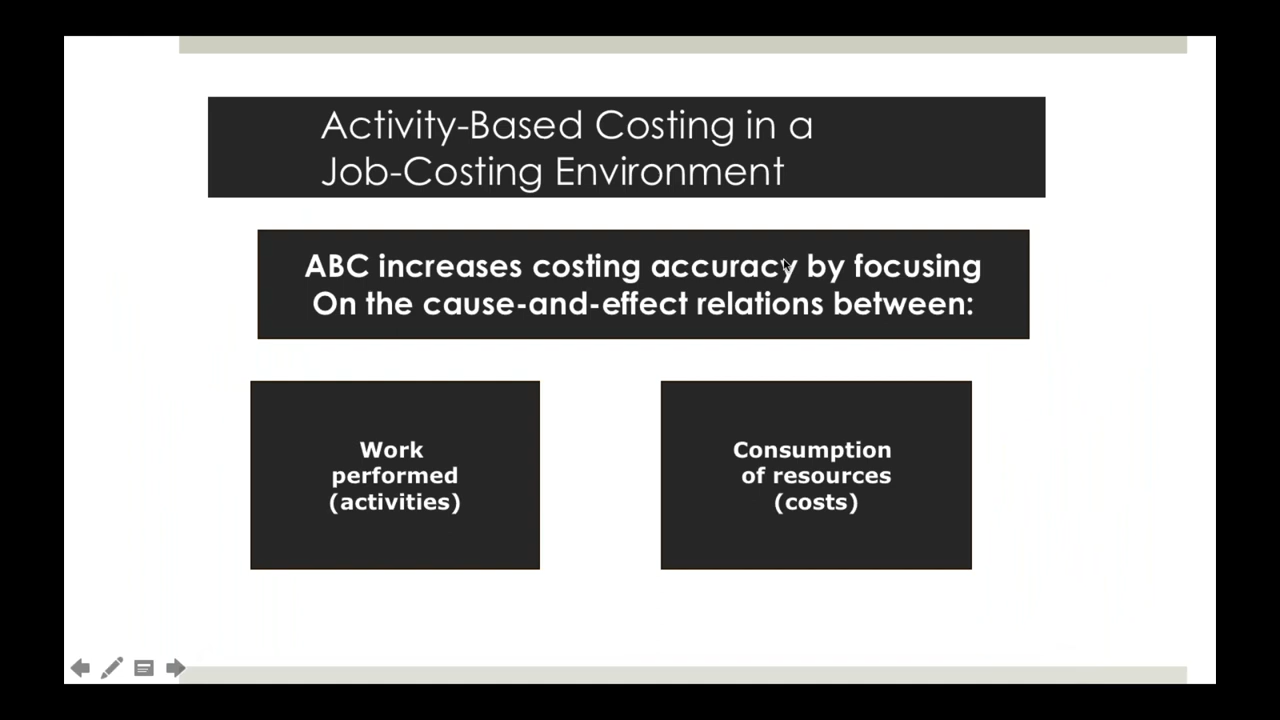 Activity-Based Costing in a
Job-Costing Environment
ABC increases costing accuracy by focusing
On the cause-and-effect relations between:
Work
performed
(activities)
Consumption
of resources
(costs)